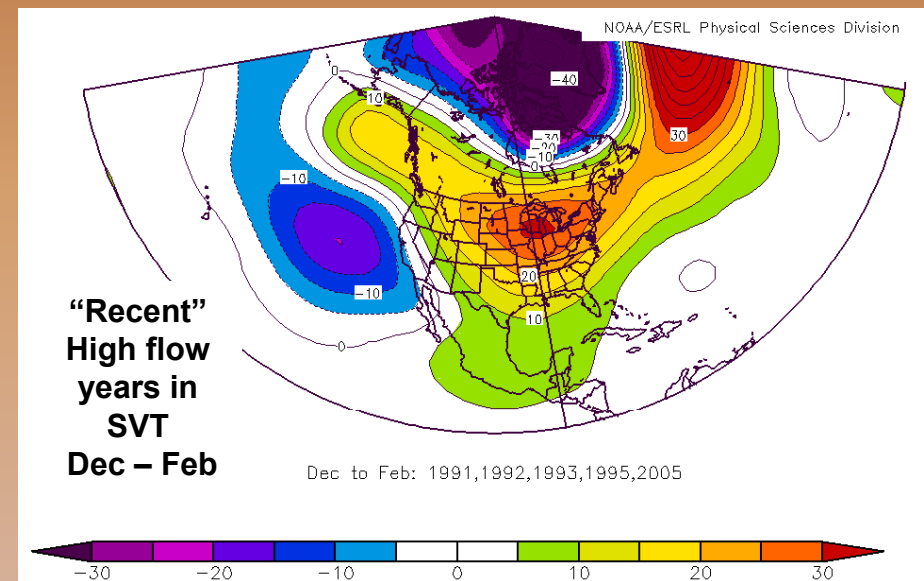 NOAA/ESRL Physical Sciences Division
0
-40
10
30
-30
-20
-10
0
-10
20
-10
10
0
“Recent”
High flow
years in
SVT
Dec – Feb
Dec to Feb: 1991,1992,1993,1995,2005
-30 -20 -10 0 10 20 30